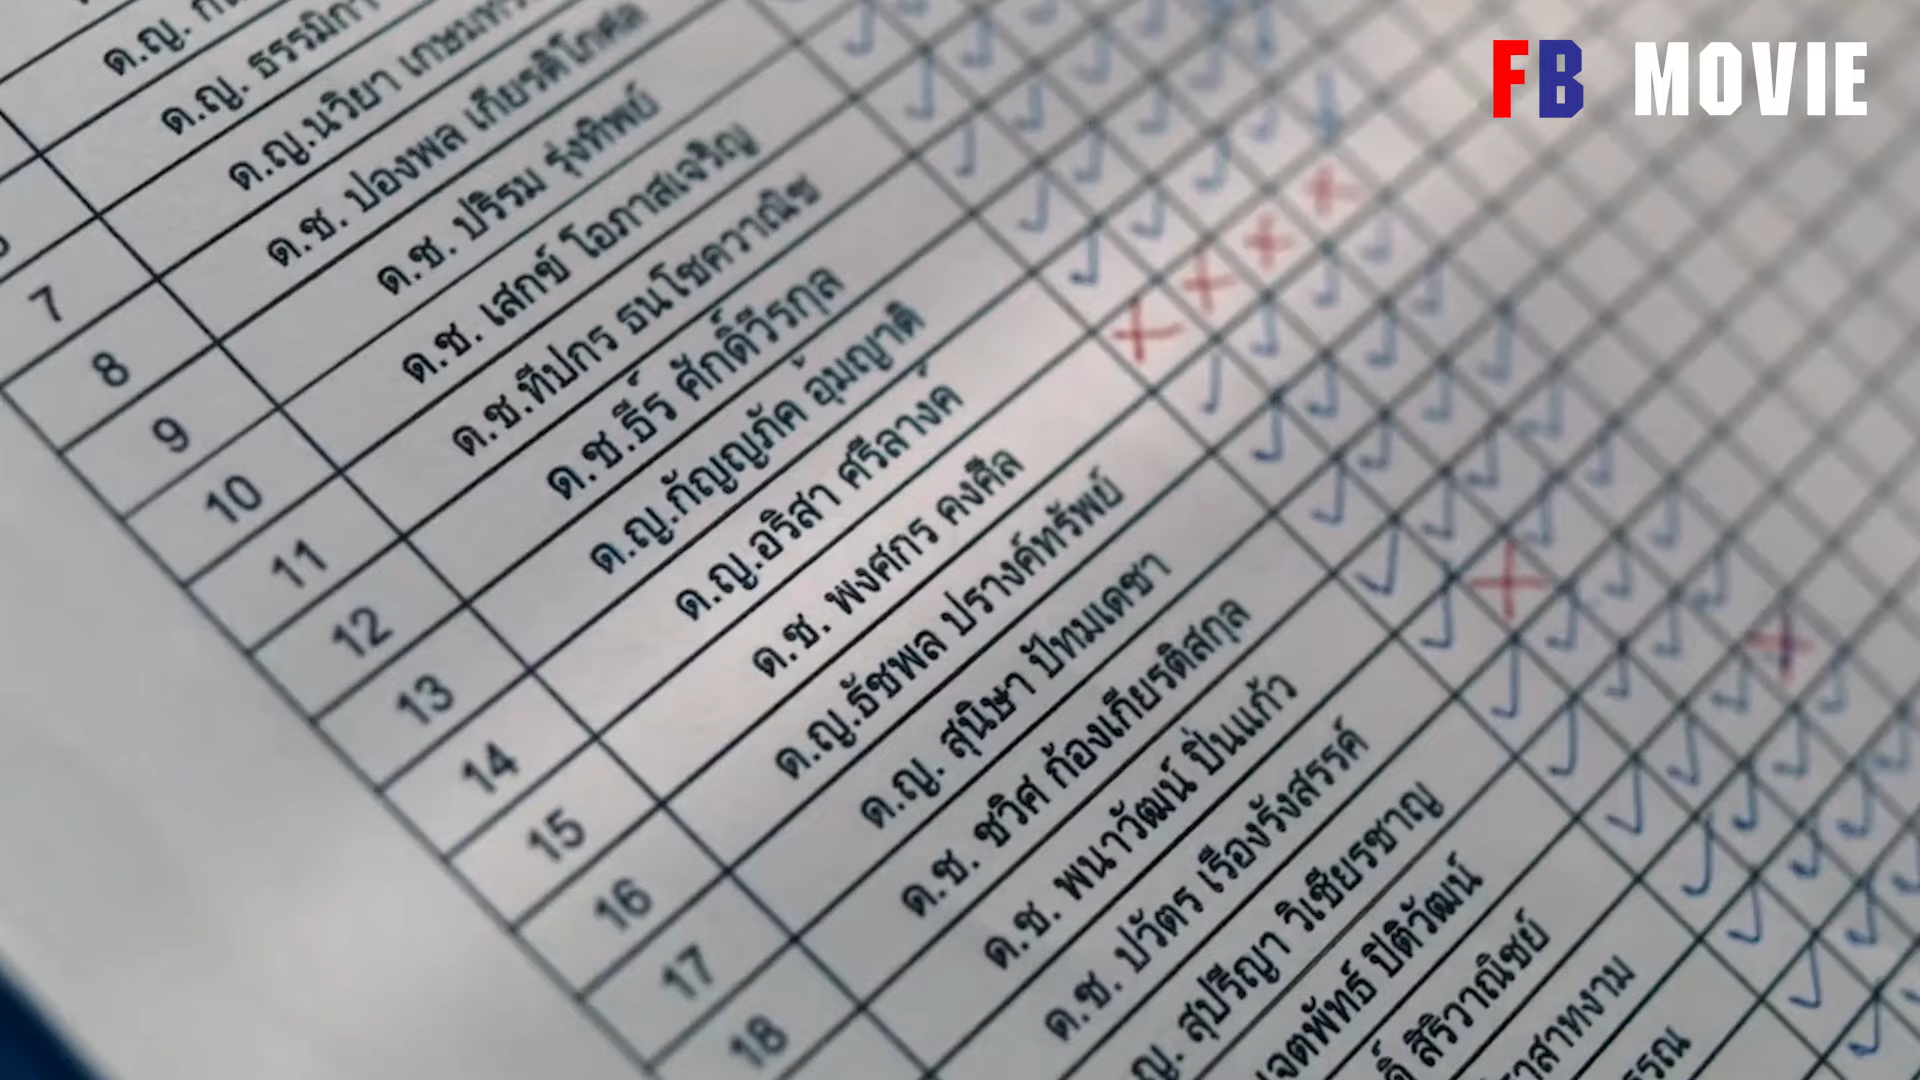 FB MOVIE
ด.ญ. ธรรมิกา
ด.ญ.นวิยา
ด.ช. ปองพล เกียรติโกศล
ด.ช. ปริรม รุ่งทิพย์
ด.ช. เสกข์ โอภาสเจริญ
ด.ช.ทีปกร ธนโชควาณิช
ด.ช.ธีร์ ศักดิ์วีรกุล
ด.ญ.กัญญภัค อุ้มญาติ
ด.ญ.อริสา ศรีลางค์
ด.ช. พงศกร คงศีล
ด.ญ.ธัชพล ปรางค์ทรัพย์
ด.ญ. สุนิษา ปัทมเดชา
ด.ช. ชวิศ ก้องเกียรติสกุล
ด.ช. พนาวัฒน์ ปิ่นแก้ว
ด.ช. ปวัตร เรืองรังสรรค์
ญ. สุปรีญา วิเชียรชาญ
เจตพัทธ์ ปิติวัฒน์
สิริวาณิชย์
7
8
9
10
11
12
13
14
15
16
17
18